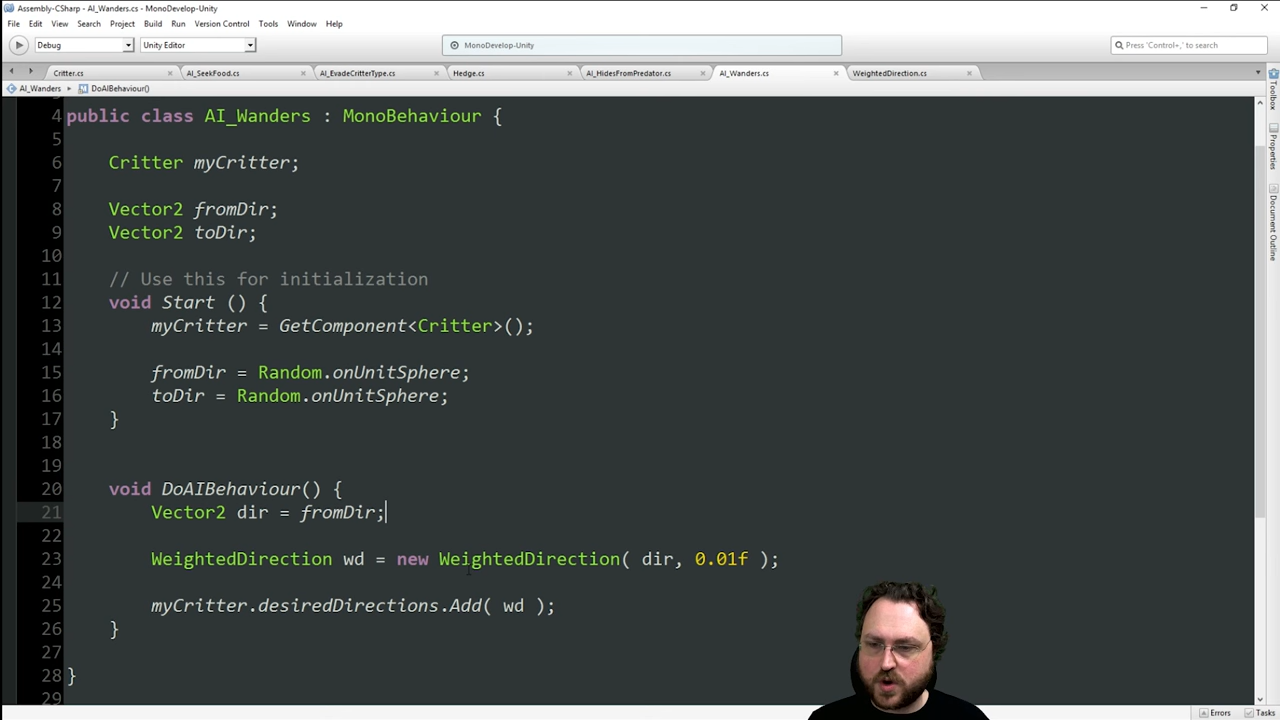 Assembly-CSharp - AI_Wanders.cs - MonoDevelop-Unity
File Edit View Search Project Build Run Version Control Tools Window Help
Debug Unity Editor MonoDevelop-Unity Press 'Control+,' to search
Critter.cs AI_SeekFood.cs AI_EvadeCritterType.cs Hedge.cs AI_HidesFromPredator.cs AI_Wanders.cs WeightedDirection.cs
AI_Wanders DoAIBehaviour()
4 public class AI_Wanders : MonoBehaviour {
5
6 Critter myCritter;
7
8 Vector2 fromDir;
9 Vector2 toDir;
10
11 // Use this for initialization
12 void Start () {
13 myCritter = GetComponent<Critter>();
14
15 fromDir = Random.onUnitSphere;
16 toDir = Random.onUnitSphere;
17 }
18
19
20 void DoAIBehaviour() {
21 Vector2 dir = fromDir;
22
23 WeightedDirection wd = new WeightedDirection( dir, 0.01f );
24
25 myCritter.desiredDirections.Add( wd );
26 }
27
28 }
29
Toolbox
Properties
Document Outline
Errors Tasks